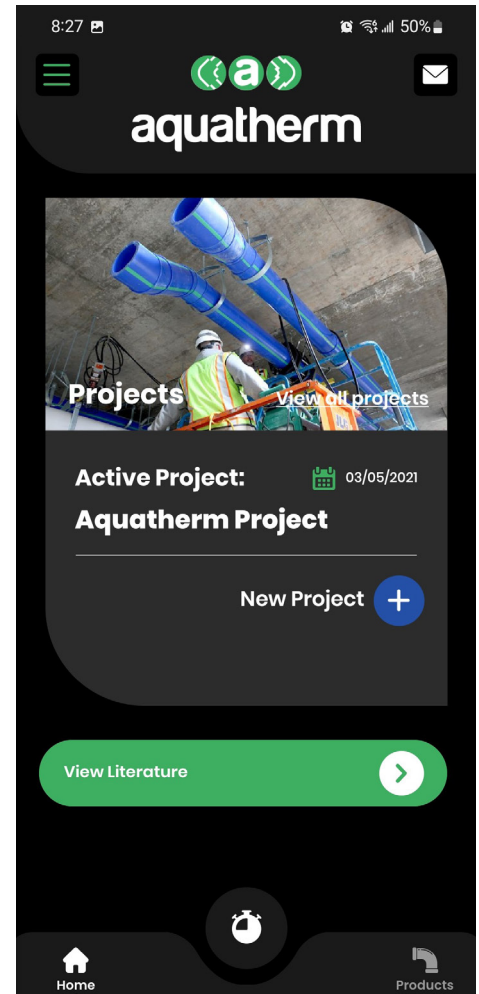 8:27
50%
a
aquatherm
Projects
View all projects
Active Project:
03/05/2021
Aquatherm Project
New Project
View Literature
Home
Products